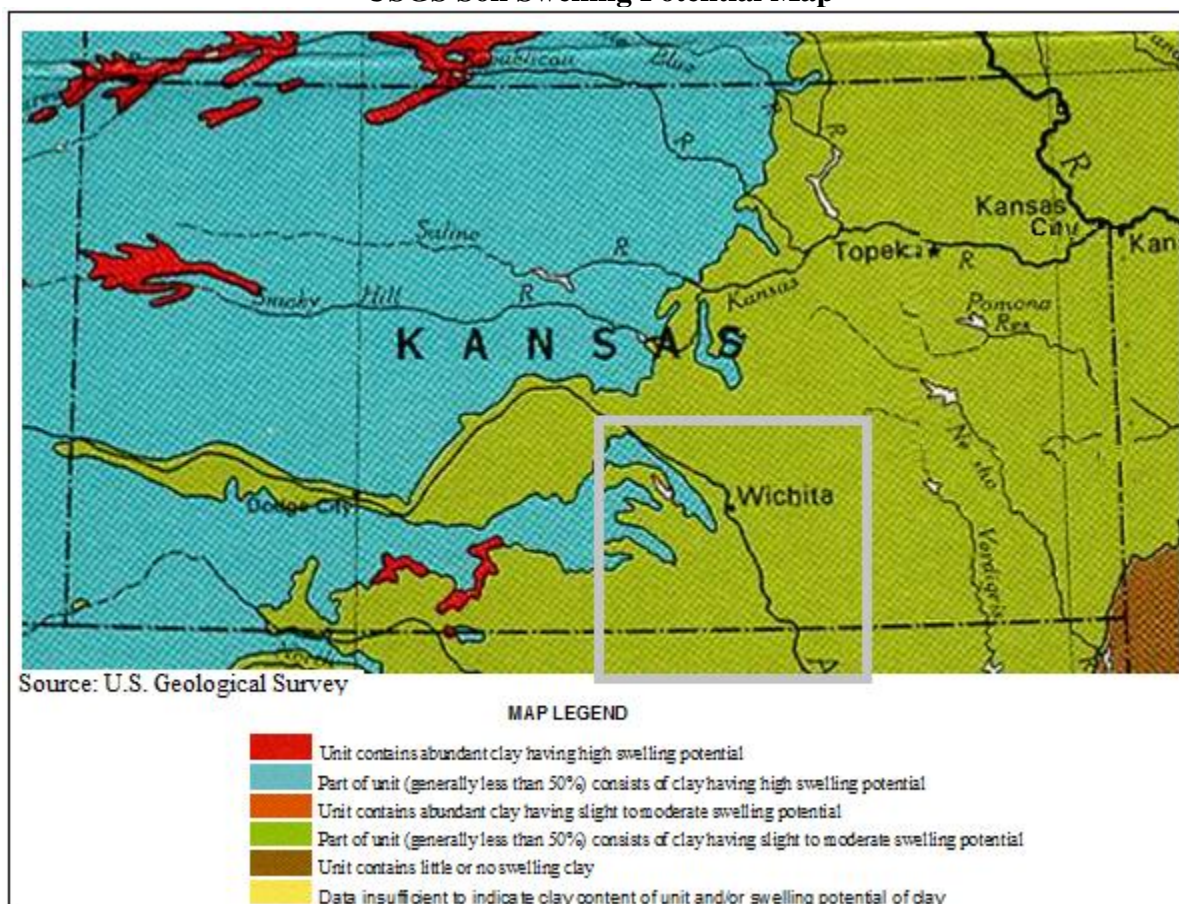 USGS Soil Swelling Potential Map
Republican
Blue
R
R
R
R
Kansas
City
Kan
Saline
R
Topeka
R
Kansas
Smoky Hill R
Pomona
Res
KANSAS
Neosho
Dodge City
Wichita
Verdigris
Source: U.S. Geological Survey
MAP LEGEND
Unit contains abundant clay having high swelling potential
Part of unit (generally less than 50%) consists of clay having high swelling potential
Unit contains abundant clay having slight to moderate swelling potential
Part of unit (generally less than 50%) consists of clay having slight to moderate swelling potential
Unit contains little or no swelling clay
Data insufficient to indicate clay content of unit and/or swelling potential of clay